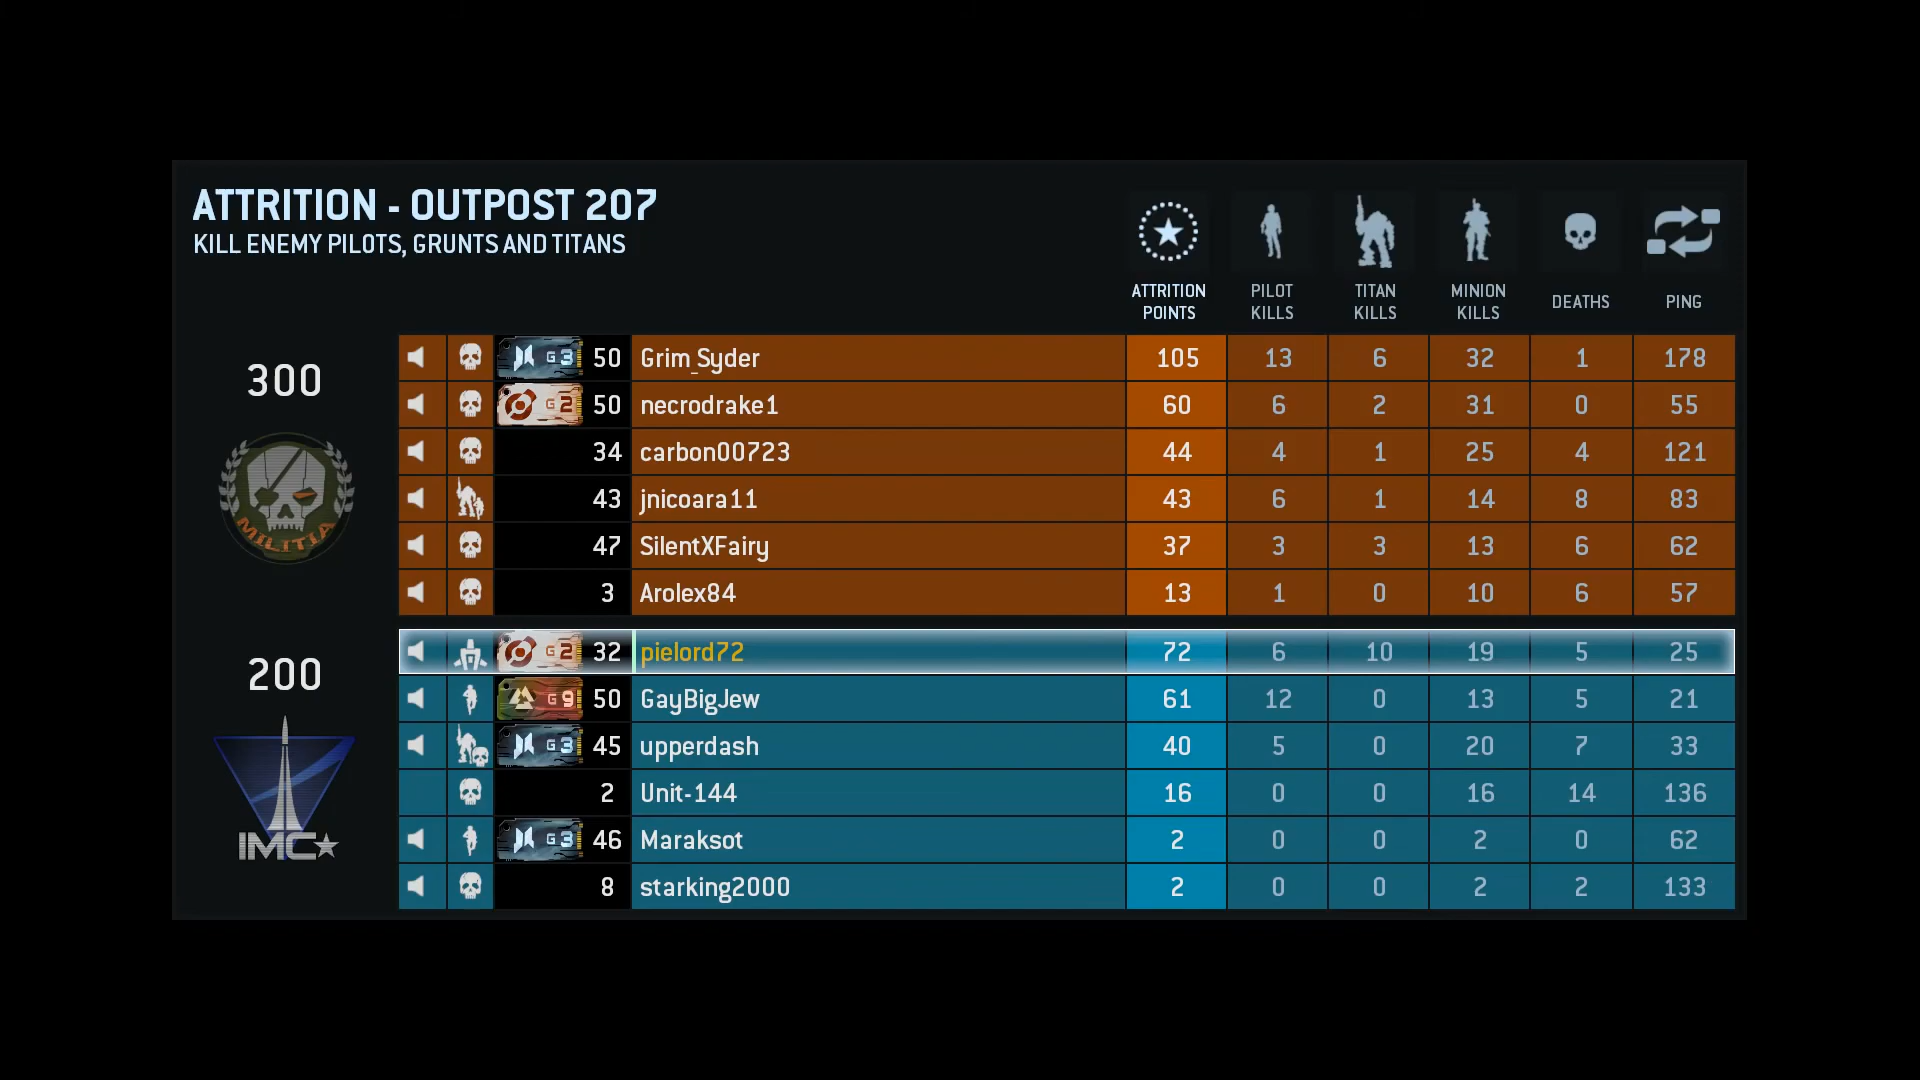 ATTRITION - OUTPOST 207
KILL ENEMY PILOTS, GRUNTS AND TITANS
ATTRITION POINTS PILOT KILLS TITAN KILLS MINION KILLS DEATHS PING
300
MILITIA
G3 50 Grim_Syder 105 13 6 32 1 178
G2 50 necrodrake1 60 6 2 31 0 55
34 carbon00723 44 4 1 25 4 121
43 jnicoara11 43 6 1 14 8 83
47 SilentXFairy 37 3 3 13 6 62
3 Arolex84 13 1 0 10 6 57
200
IMC
G2 32 pielord72 72 6 10 19 5 25
G9 50 GayBigJew 61 12 0 13 5 21
G3 45 upperdash 40 5 0 20 7 33
2 Unit-144 16 0 0 16 14 136
G3 46 Maraksot 2 0 0 2 0 62
8 starking2000 2 0 0 2 2 133